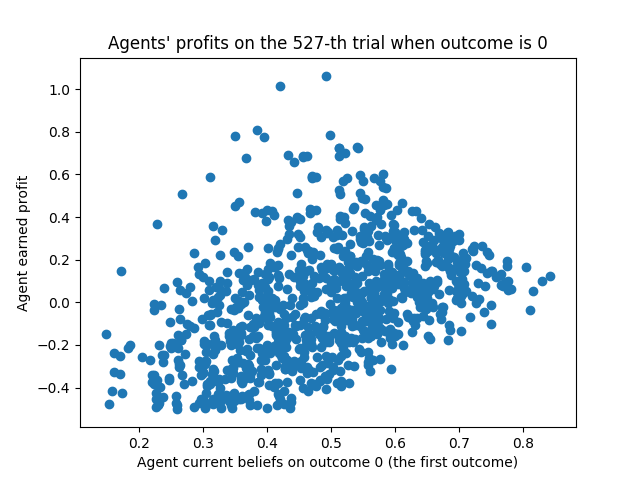 Agents' profits on the 527-th trial when outcome is 0
1.0
0.8
0.6
0.4
0.2
0.0
−0.2
−0.4
Agent earned profit
0.2 0.3 0.4 0.5 0.6 0.7 0.8
Agent current beliefs on outcome 0 (the first outcome)